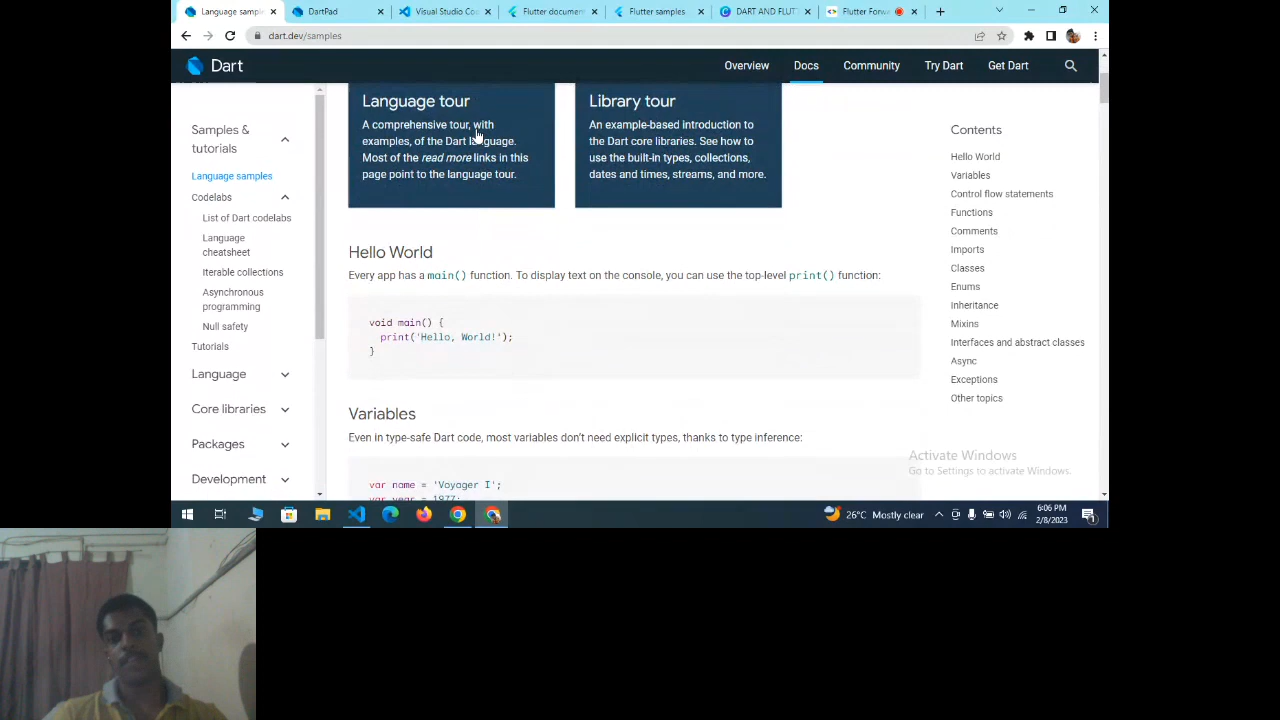 Language sampl
DartPad
Visual Studio Co
Flutter documen
Flutter samples
DART AND FLUT
Flutter Forwar
dart.dev/samples
Dart
Overview
Docs
Community
Try Dart
Get Dart
Samples &
tutorials
Language samples
Codelabs
List of Dart codelabs
Language
cheatsheet
Iterable collections
Asynchronous
programming
Null safety
Tutorials
Language
Core libraries
Packages
Development
Language tour
A comprehensive tour, with
examples, of the Dart language.
Most of the read more links in this
page point to the language tour.
Library tour
An example-based introduction to
the Dart core libraries. See how to
use the built-in types, collections,
dates and times, streams, and more.
Hello World
Every app has a main() function. To display text on the console, you can use the top-level print() function:
void main() {
print('Hello, World!');
}
Variables
Even in type-safe Dart code, most variables don't need explicit types, thanks to type inference:
var name = 'Voyager I';
var year = 1977;
Contents
Hello World
Variables
Control flow statements
Functions
Comments
Imports
Classes
Enums
Inheritance
Mixins
Interfaces and abstract classes
Async
Exceptions
Other topics
Activate Windows
Go to Settings to activate Windows.
26°C Mostly clear
6:06 PM
2/8/2023
1